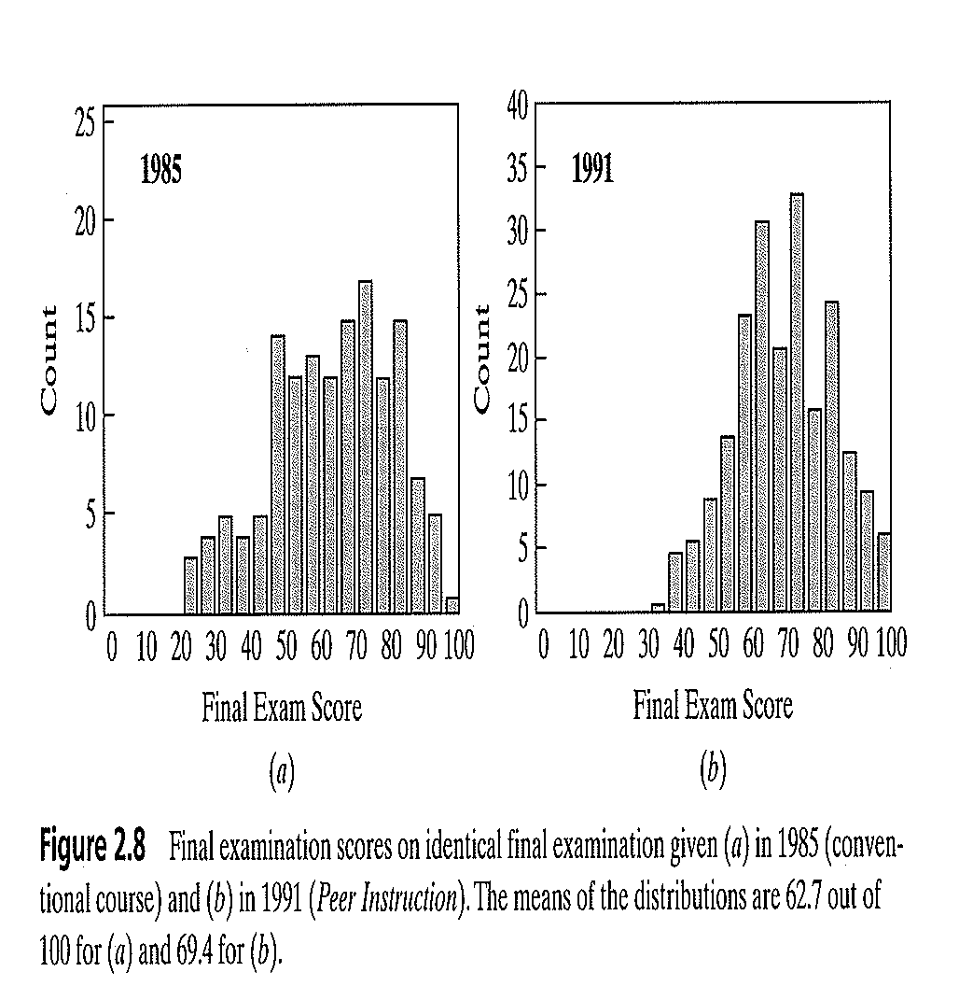 25
20
15
10
5
0
Count
1985
0 10 20 30 40 50 60 70 80 90 100
Final Exam Score
(a)
40
35
30
25
20
15
10
5
0
Count
1991
0 10 20 30 40 50 60 70 80 90 100
Final Exam Score
(b)
Figure 2.8 Final examination scores on identical final examination given (a) in 1985 (conven-
tional course) and (b) in 1991 (Peer Instruction). The means of the distributions are 62.7 out of
100 for (a) and 69.4 for (b).